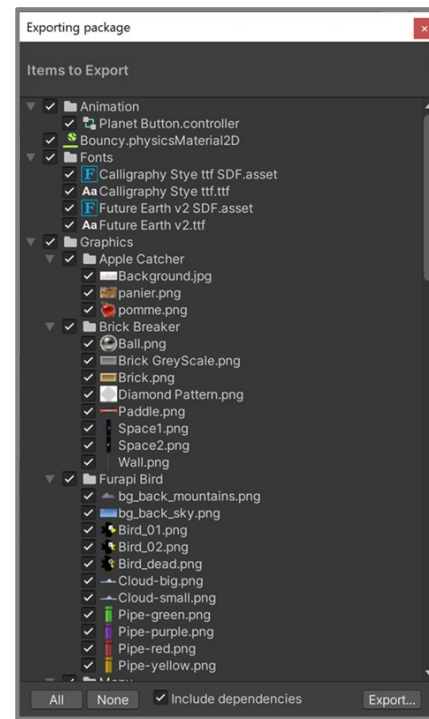 Exporting package
Items to Export
Animation
Planet Button.controller
Bouncy.physicsMaterial2D
Fonts
Calligraphy Stye ttf SDF.asset
Calligraphy Stye ttf.ttf
Future Earth v2 SDF.asset
Future Earth v2.ttf
Graphics
Apple Catcher
Background.jpg
panier.png
pomme.png
Brick Breaker
Ball.png
Brick GreyScale.png
Brick.png
Diamond Pattern.png
Paddle.png
Space1.png
Space2.png
Wall.png
Furapi Bird
bg_back_mountains.png
bg_back_sky.png
Bird_01.png
Bird_02.png
Bird_dead.png
Cloud-big.png
Cloud-small.png
Pipe-green.png
Pipe-purple.png
Pipe-red.png
Pipe-yellow.png
All None Include dependencies Export...